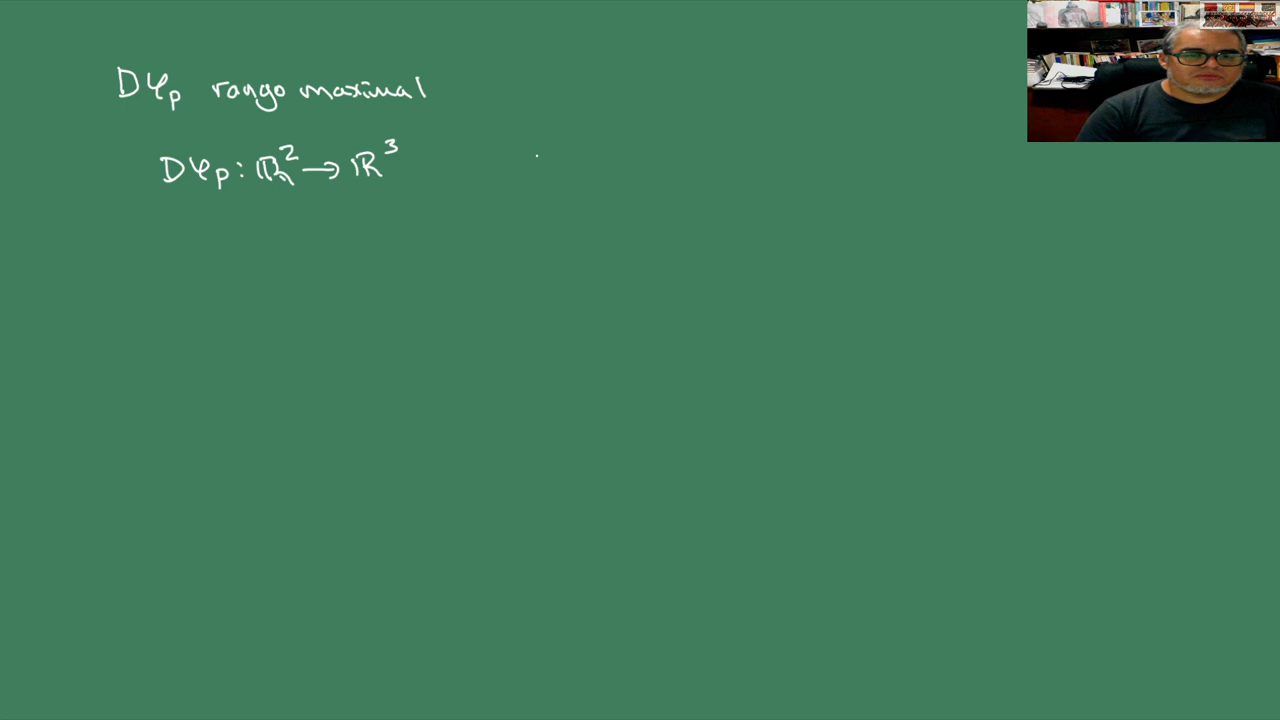 Dφₚ rango maximal
Dφₚ: ℝ² → ℝ³